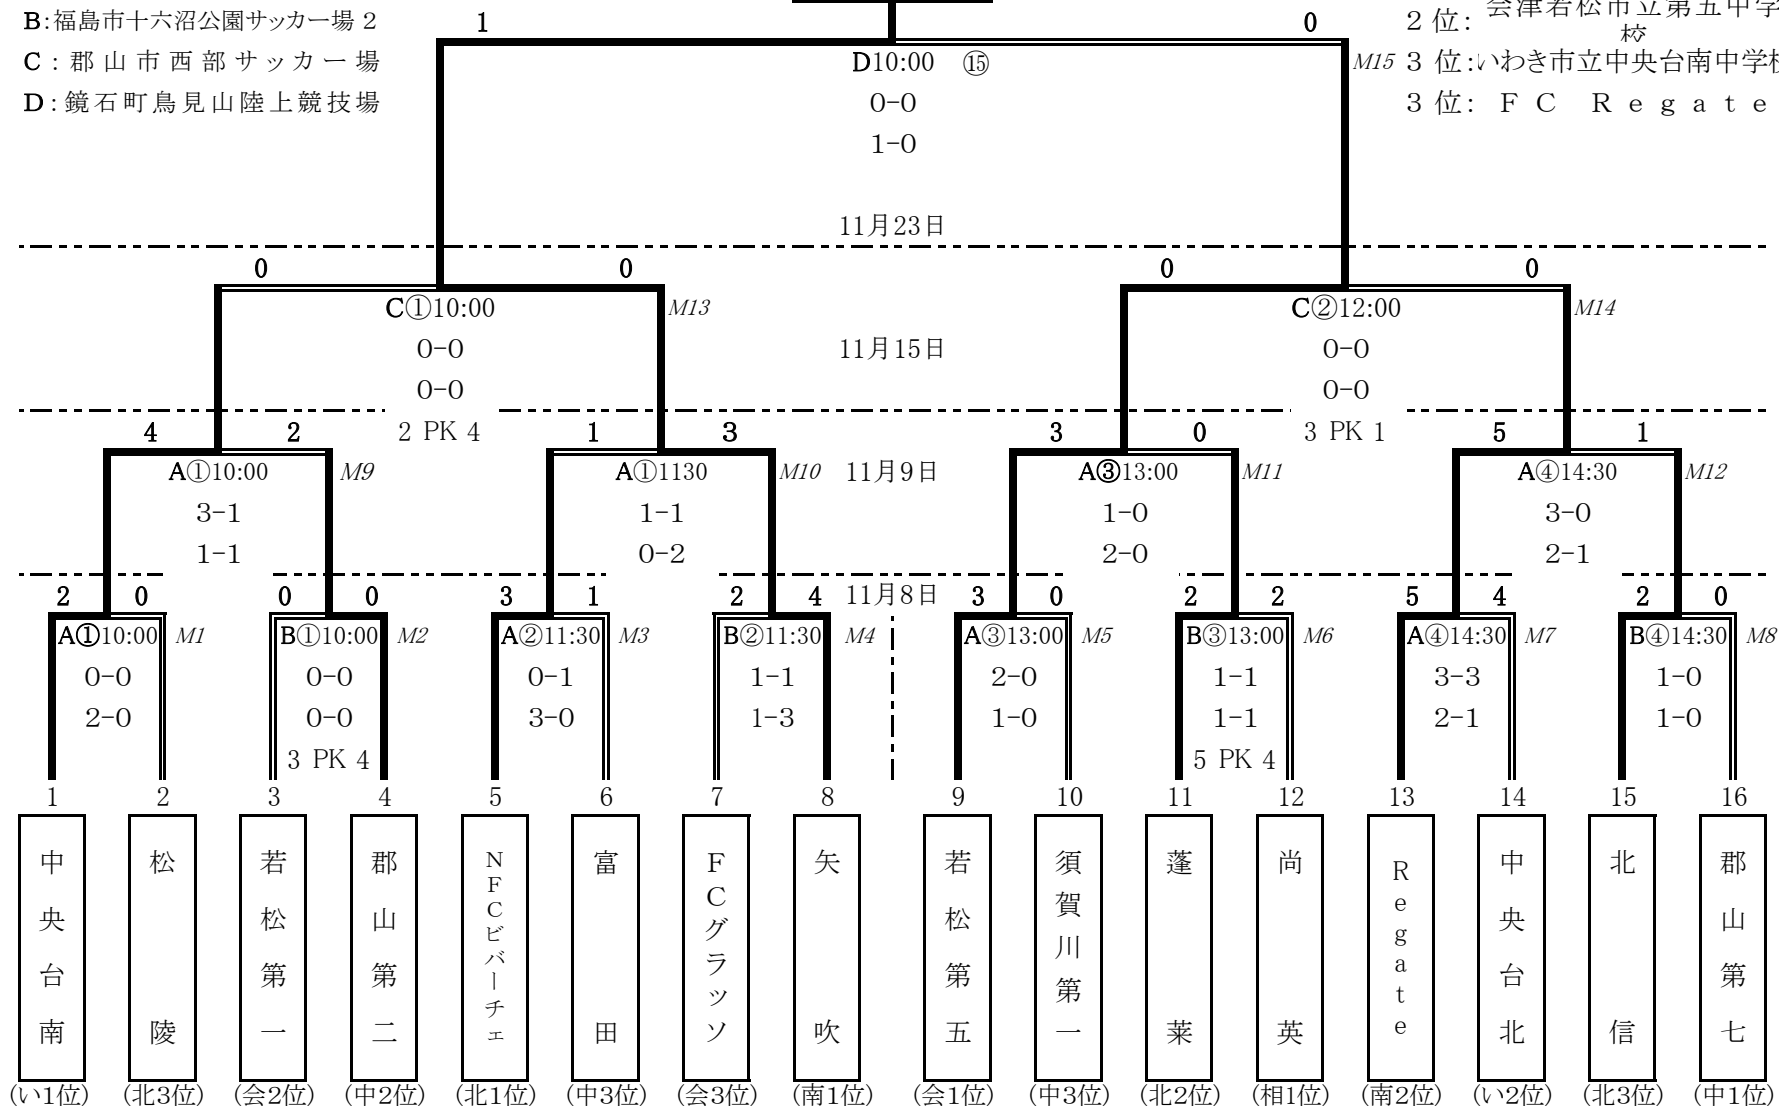 B:福島市十六沼公園サッカー場２
1
0
２位:
会津若松市立第五中学
校
C:郡山市西部サッカー場
D10:00 ⑮
M15
３位:いわき市立中央台南中学校
D:鏡石町鳥見山陸上競技場
0-0
３位:ＦＣ Ｒｅｇａｔｅ
1-0
11月23日
0 0 0 0
C①10:00 M13 C②12:00 M14
0-0 11月15日 0-0
0-0 0-0
4 2 2 PK 4 1 3 3 0 3 PK 1 5 1
A①10:00 M9 A①1130 M10 11月9日 A③13:00 M11 A④14:30 M12
3-1 1-1 1-0 3-0
1-1 0-2 2-0 2-1
2 0 0 0 3 1 2 4 11月8日 3 0 2 2 5 4 2 0
A①10:00 M1 B①10:00 M2 A②11:30 M3 B②11:30 M4 A③13:00 M5 B③13:00 M6 A④14:30 M7 B④14:30 M8
0-0 0-0 0-1 1-1 2-0 1-1 3-3 1-0
2-0 0-0 3-0 1-3 1-0 1-1 2-1 1-0
3 PK 4 5 PK 4
1 2 3 4 5 6 7 8 9 10 11 12 13 14 15 16
中央台南
松陵
若松第一
郡山第二
NFCビバーチェ
富田
FCグラッソ
矢吹
若松第五
須賀川第一
蓬莱
尚英
Regate
中央台北
北信
郡山第七
(い1位) (北3位) (会2位) (中2位) (北1位) (中3位) (会3位) (南1位) (会1位) (中3位) (北2位) (相1位) (南2位) (い2位) (北3位) (中1位)